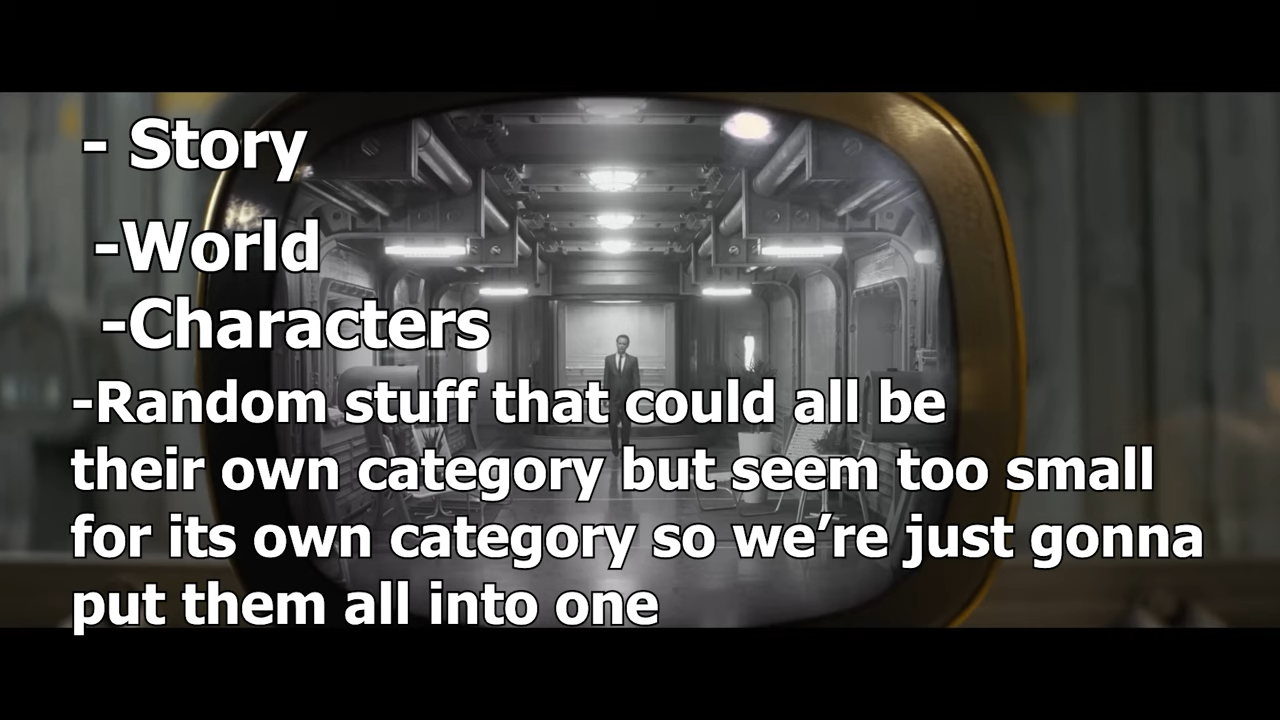 - Story
-World
-Characters
-Random stuff that could all be
their own category but seem too small
for its own category so we’re just gonna
put them all into one